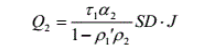 Q₂ = τ₁α₂ / (1 − ρ₁′ρ₂) SD · J